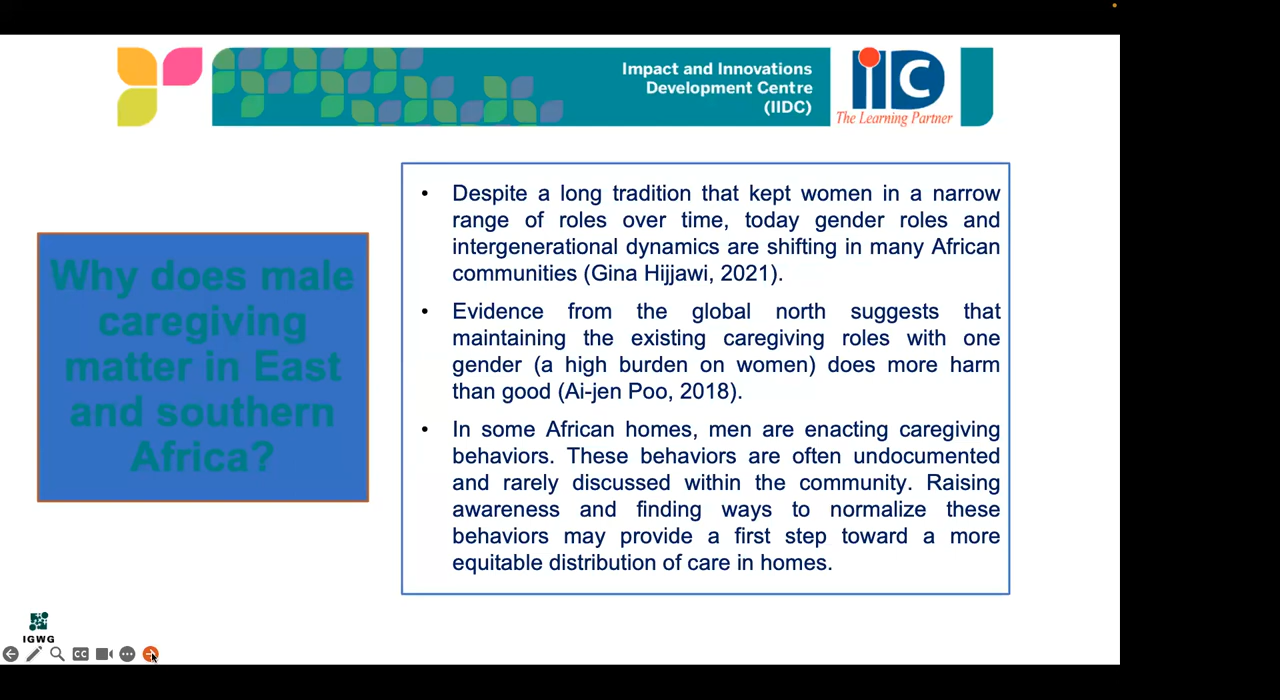 Impact and Innovations
Development Centre
(IIDC)
iIDC
The Learning Partner
Why does male
caregiving
matter in East
and southern
Africa?
• Despite a long tradition that kept women in a narrow
range of roles over time, today gender roles and
intergenerational dynamics are shifting in many African
communities (Gina Hijjawi, 2021).
• Evidence from the global north suggests that
maintaining the existing caregiving roles with one
gender (a high burden on women) does more harm
than good (Ai-jen Poo, 2018).
• In some African homes, men are enacting caregiving
behaviors. These behaviors are often undocumented
and rarely discussed within the community. Raising
awareness and finding ways to normalize these
behaviors may provide a first step toward a more
equitable distribution of care in homes.
IGWG
CC